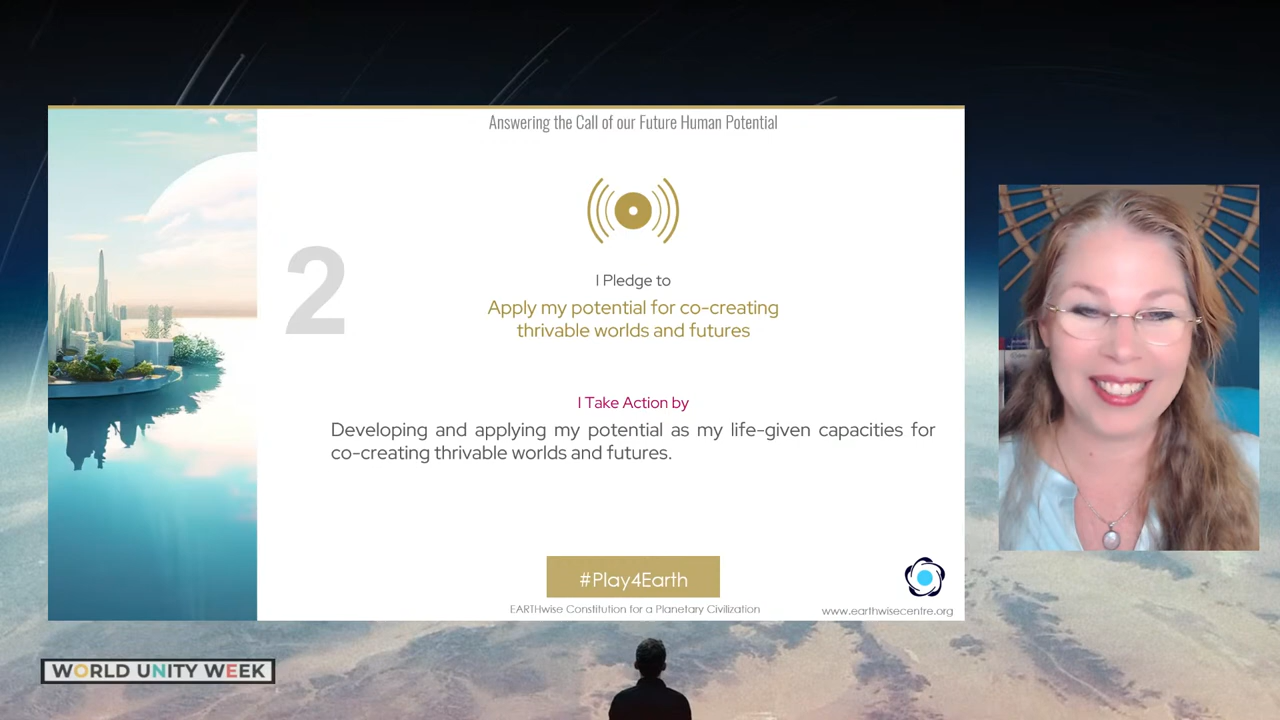 Answering the Call of our Future Human Potential
2
I Pledge to
Apply my potential for co-creating
thrivable worlds and futures
I Take Action by
Developing and applying my potential as my life-given capacities for
co-creating thrivable worlds and futures.
#Play4Earth
EARTHwise Constitution for a Planetary Civilization
www.earthwisecentre.org
WORLD UNITY WEEK